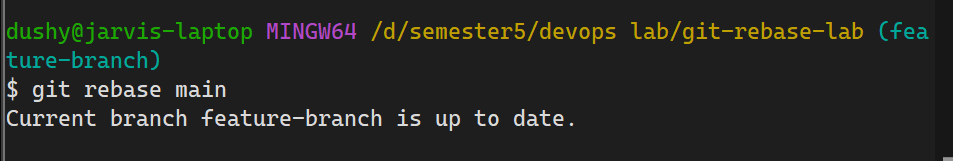 dushy@jarvis-laptop MINGW64 /d/semester5/devops lab/git-rebase-lab (fea
ture-branch)
$ git rebase main
Current branch feature-branch is up to date.